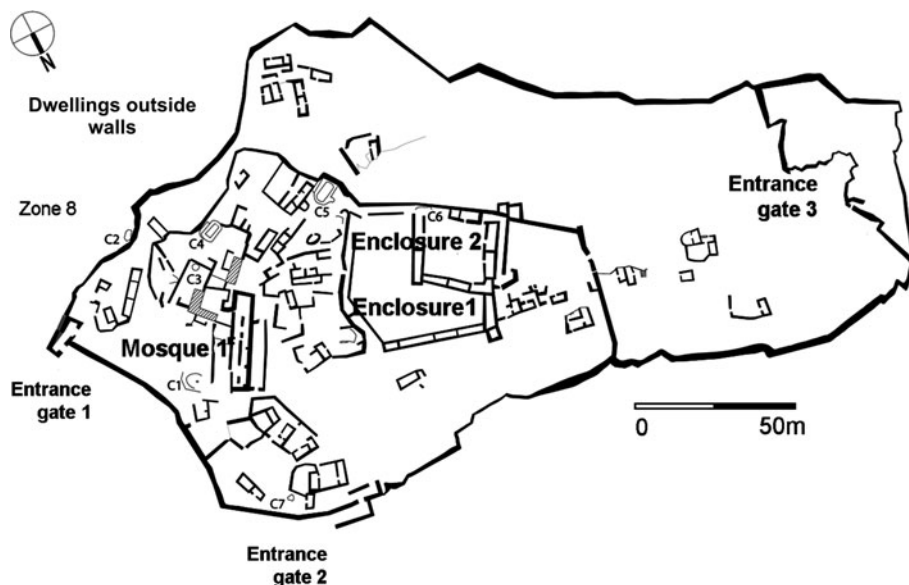 N
Dwellings outside
walls
Zone 8
C2
C4
C5
C6
C3
Enclosure 2
Enclosure1
Mosque 1
C1
Entrance
gate 1
Entrance
gate 3
C7
Entrance
gate 2
0 50m